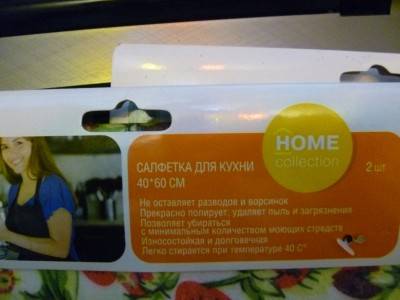 HOME
collection
САЛФЕТКА ДЛЯ КУХНИ
40*60 СМ
2 шт.
Не оставляет разводов и ворсинок
Прекрасно полирует, удаляет пыль и загрязнения
Позволяет убираться
с минимальным количеством моющих средств
Износостойкая и долговечная
Легко стирается при температуре 40 С°